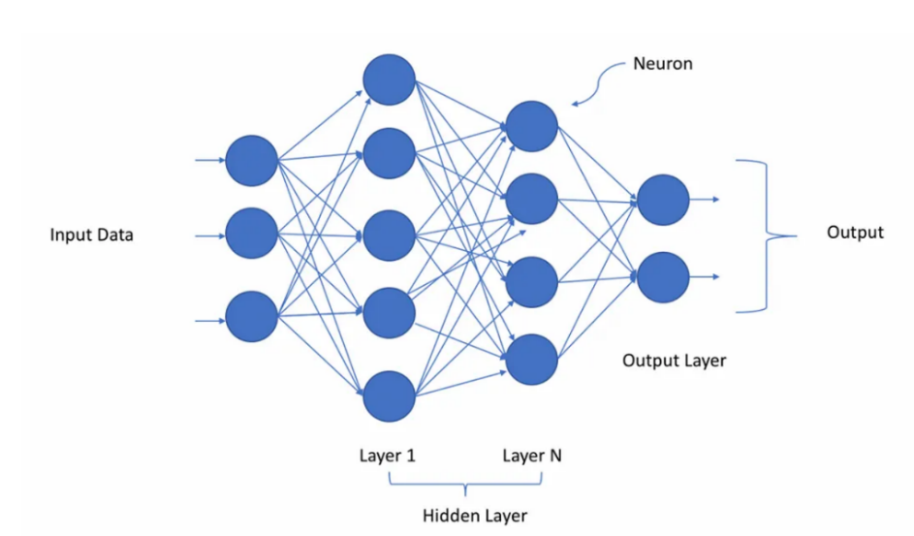 Neuron
Input Data
Output
Output Layer
Layer 1
Layer N
Hidden Layer